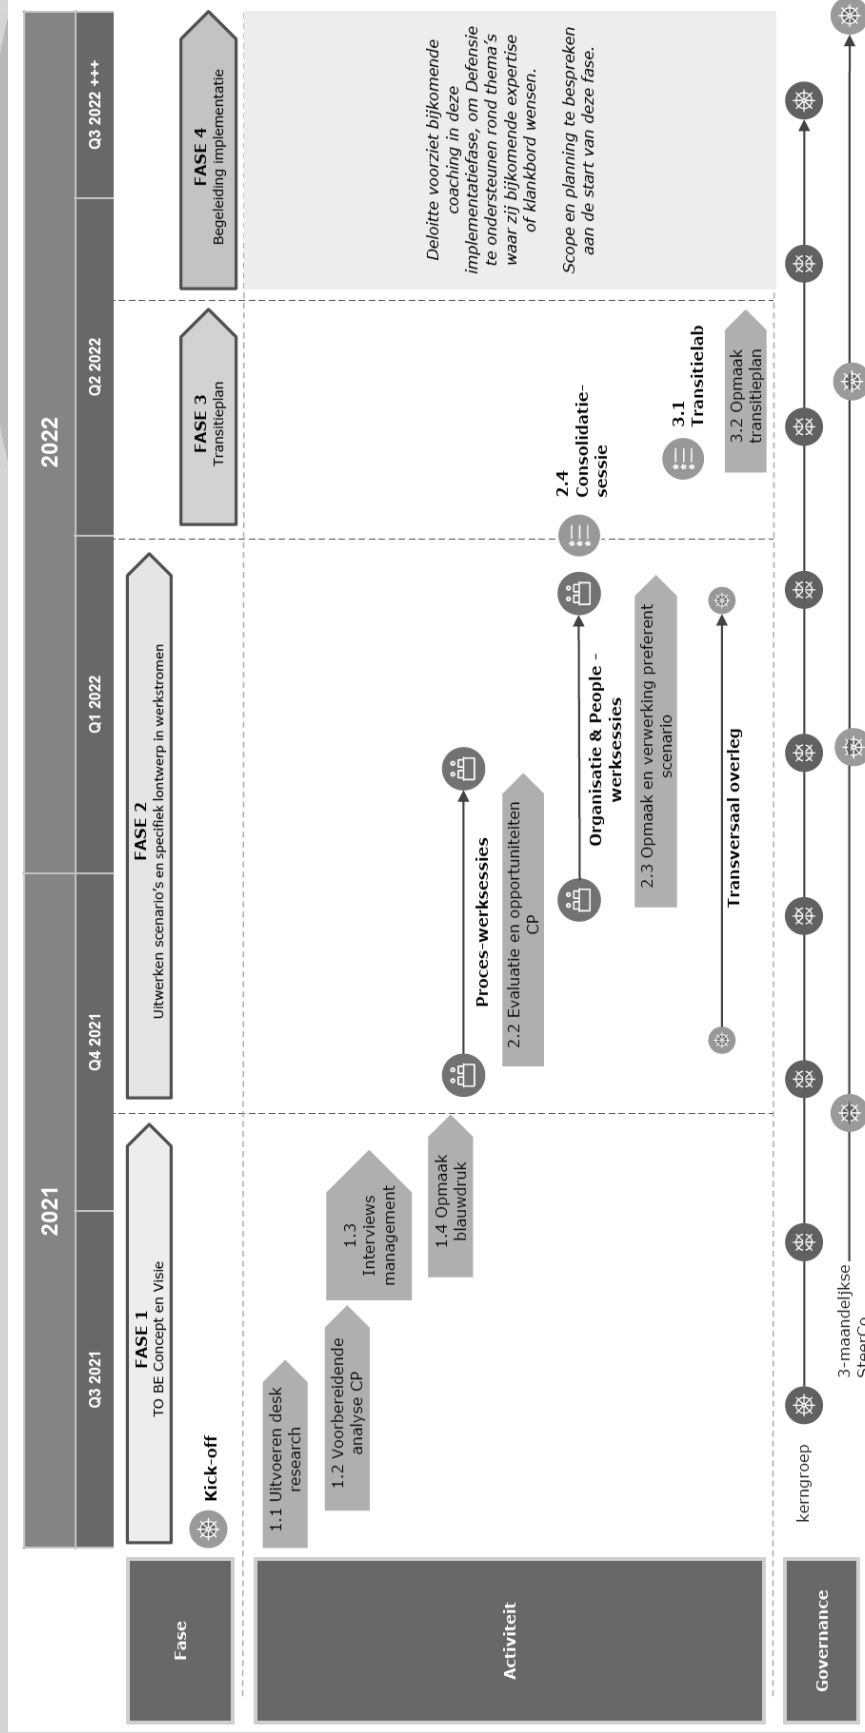 2021
2022
Q3 2021
Q4 2021
Q1 2022
Q2 2022
Q3 2022 +++
Fase
FASE 1
TO BE Concept en Visie
FASE 2
Uitwerken scenario's en specifiek lontwerp in werkstromen
FASE 3
Transitieplan
FASE 4
Begeleiding implementatie
Kick-off
Activiteit
1.1 Uitvoeren desk
research
1.2 Voorbereidende
analyse CP
1.3
Interviews
management
1.4 Opmaak
blauwdruk
Proces-werksessies
2.2 Evaluatie en opportuniteiten
CP
Organisatie & People -
werksessies
2.3 Opmaak en verwerking preferent
scenario
Transversaal overleg
2.4
Consolidatie-
sessie
3.1
Transitielab
3.2 Opmaak
transitieplan
Deloitte voorziet bijkomende
coaching in deze
implementatiefase, om Defensie
te ondersteunen rond thema's
waar zij bijkomende expertise
of klankbord wensen.
Scope en planning te bespreken
aan de start van deze fase.
Governance
kerngroep
3-maandeljkse
SteerCo